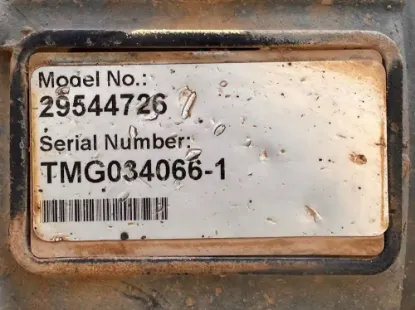 Model No.:
29544726
Serial Number:
TMG034066-1